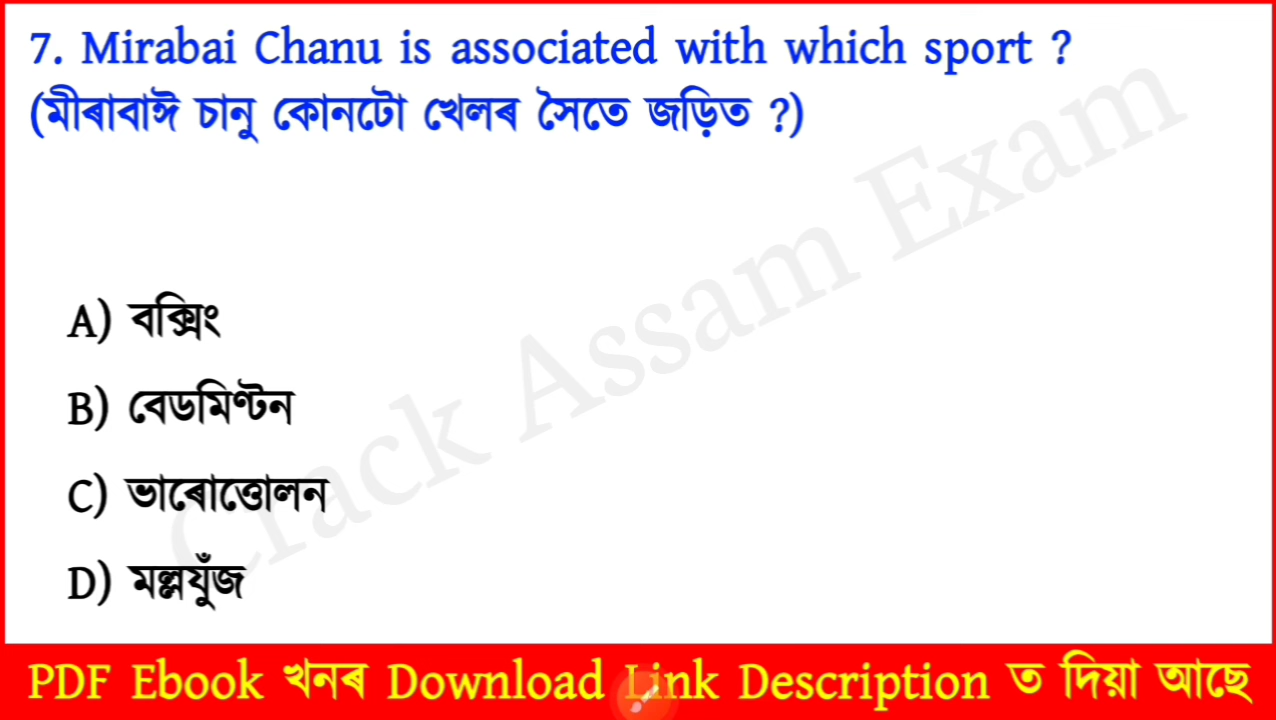 7. Mirabai Chanu is associated with which sport ?
(মীৰাবাঈ চানু কোনটো খেলৰ সৈতে জড়িত ?)
A) বক্সিং
B) বেডমিণ্টন
C) ভাৰোত্তোলন
D) মল্লযুঁজ
Crack Assam Exam
PDF Ebook খনৰ Download Link Description ত দিয়া আছে